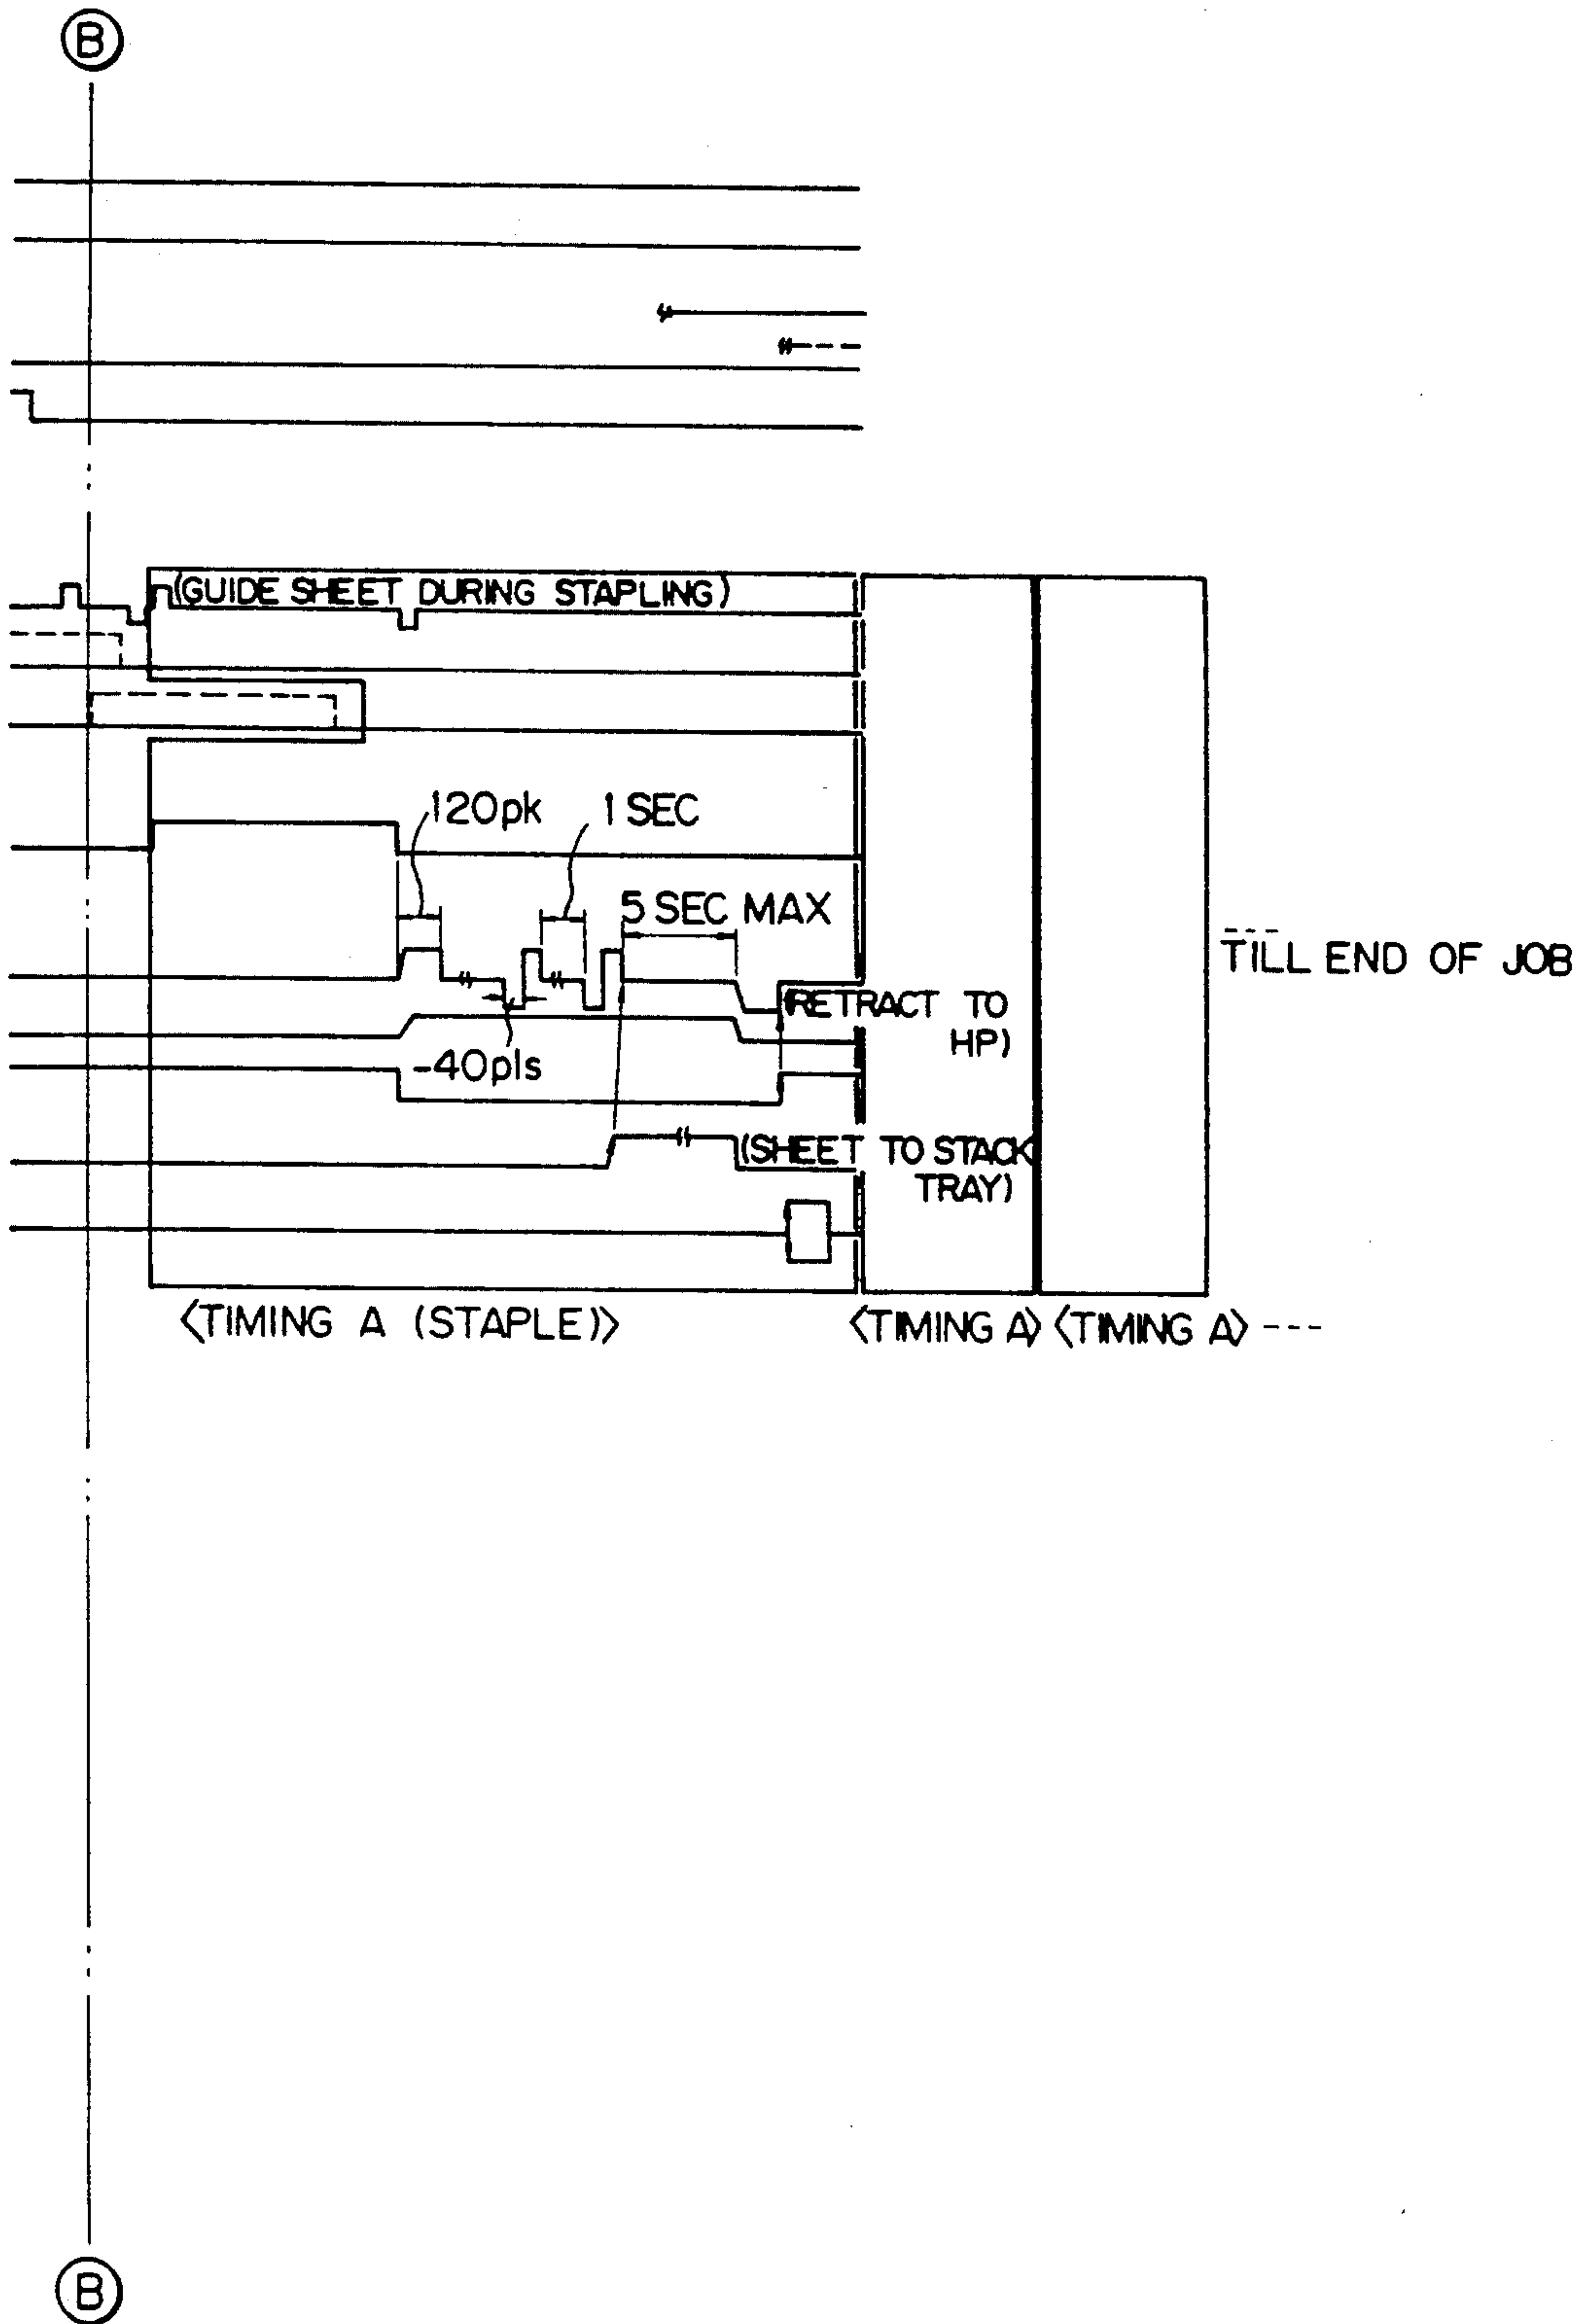 B
(GUIDE SHEET DURING STAPLING)
120pk
1 SEC
5 SEC MAX
TILL END OF JOB
(RETRACT TO
HP)
-40pls
(SHEET TO STACK
TRAY)
<TIMING A (STAPLE)>
<TIMING A>
<TIMING A> ---
B